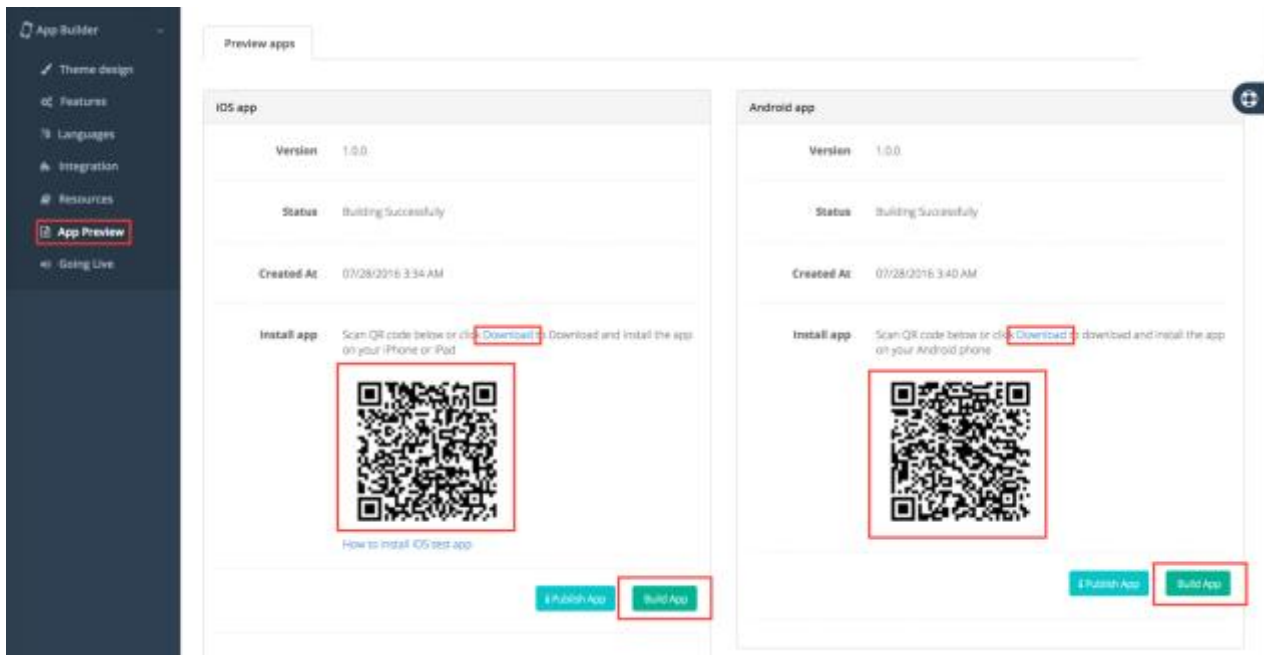 App Builder
Theme design
Features
Languages
Integration
Resources
App Preview
Going Live
Preview apps
iOS app
Version 1.0.0
Status Building Successfully
Created At 07/28/2016 3:34 AM
Install app Scan QR code below or click Download to Download and install the app
on your iPhone or iPad
How to install iOS test app
Publish App
Build App
Android app
Version 1.0.0
Status Building Successfully
Created At 07/28/2016 3:40 AM
Install app Scan QR code below or click Download to download and install the app
on your Android phone
Publish App
Build App